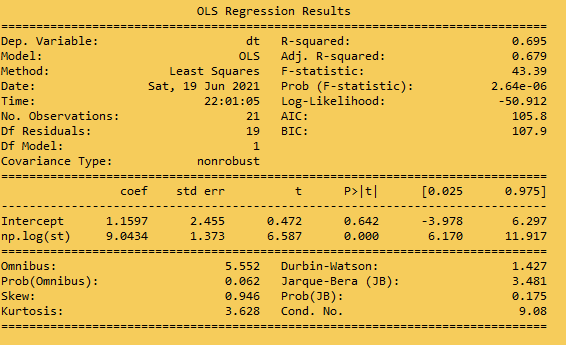 OLS Regression Results
==============================================================================
Dep. Variable: dt R-squared: 0.695
Model: OLS Adj. R-squared: 0.679
Method: Least Squares F-statistic: 43.39
Date: Sat, 19 Jun 2021 Prob (F-statistic): 2.64e-06
Time: 22:01:05 Log-Likelihood: -50.912
No. Observations: 21 AIC: 105.8
Df Residuals: 19 BIC: 107.9
Df Model: 1
Covariance Type: nonrobust
==============================================================================
coef std err t P>|t| [0.025 0.975]
------------------------------------------------------------------------------
Intercept 1.1597 2.455 0.472 0.642 -3.978 6.297
np.log(st) 9.0434 1.373 6.587 0.000 6.170 11.917
==============================================================================
Omnibus: 5.552 Durbin-Watson: 1.427
Prob(Omnibus): 0.062 Jarque-Bera (JB): 3.481
Skew: 0.946 Prob(JB): 0.175
Kurtosis: 3.628 Cond. No. 9.08
==============================================================================